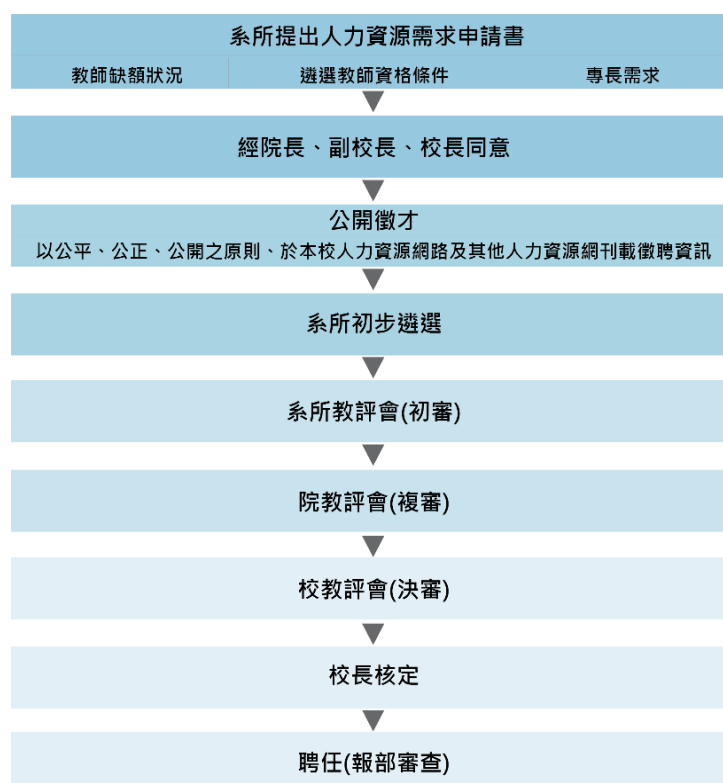 系所提出人力資源需求申請書
教師缺額狀況 遴選教師資格條件 專長需求
經院長、副校長、校長同意
公開徵才
以公平、公正、公開之原則、於本校人力資源網路及其他人力資源網刊載徵聘資訊
系所初步遴選
系所教評會(初審)
院教評會(複審)
校教評會(決審)
校長核定
聘任(報部審查)